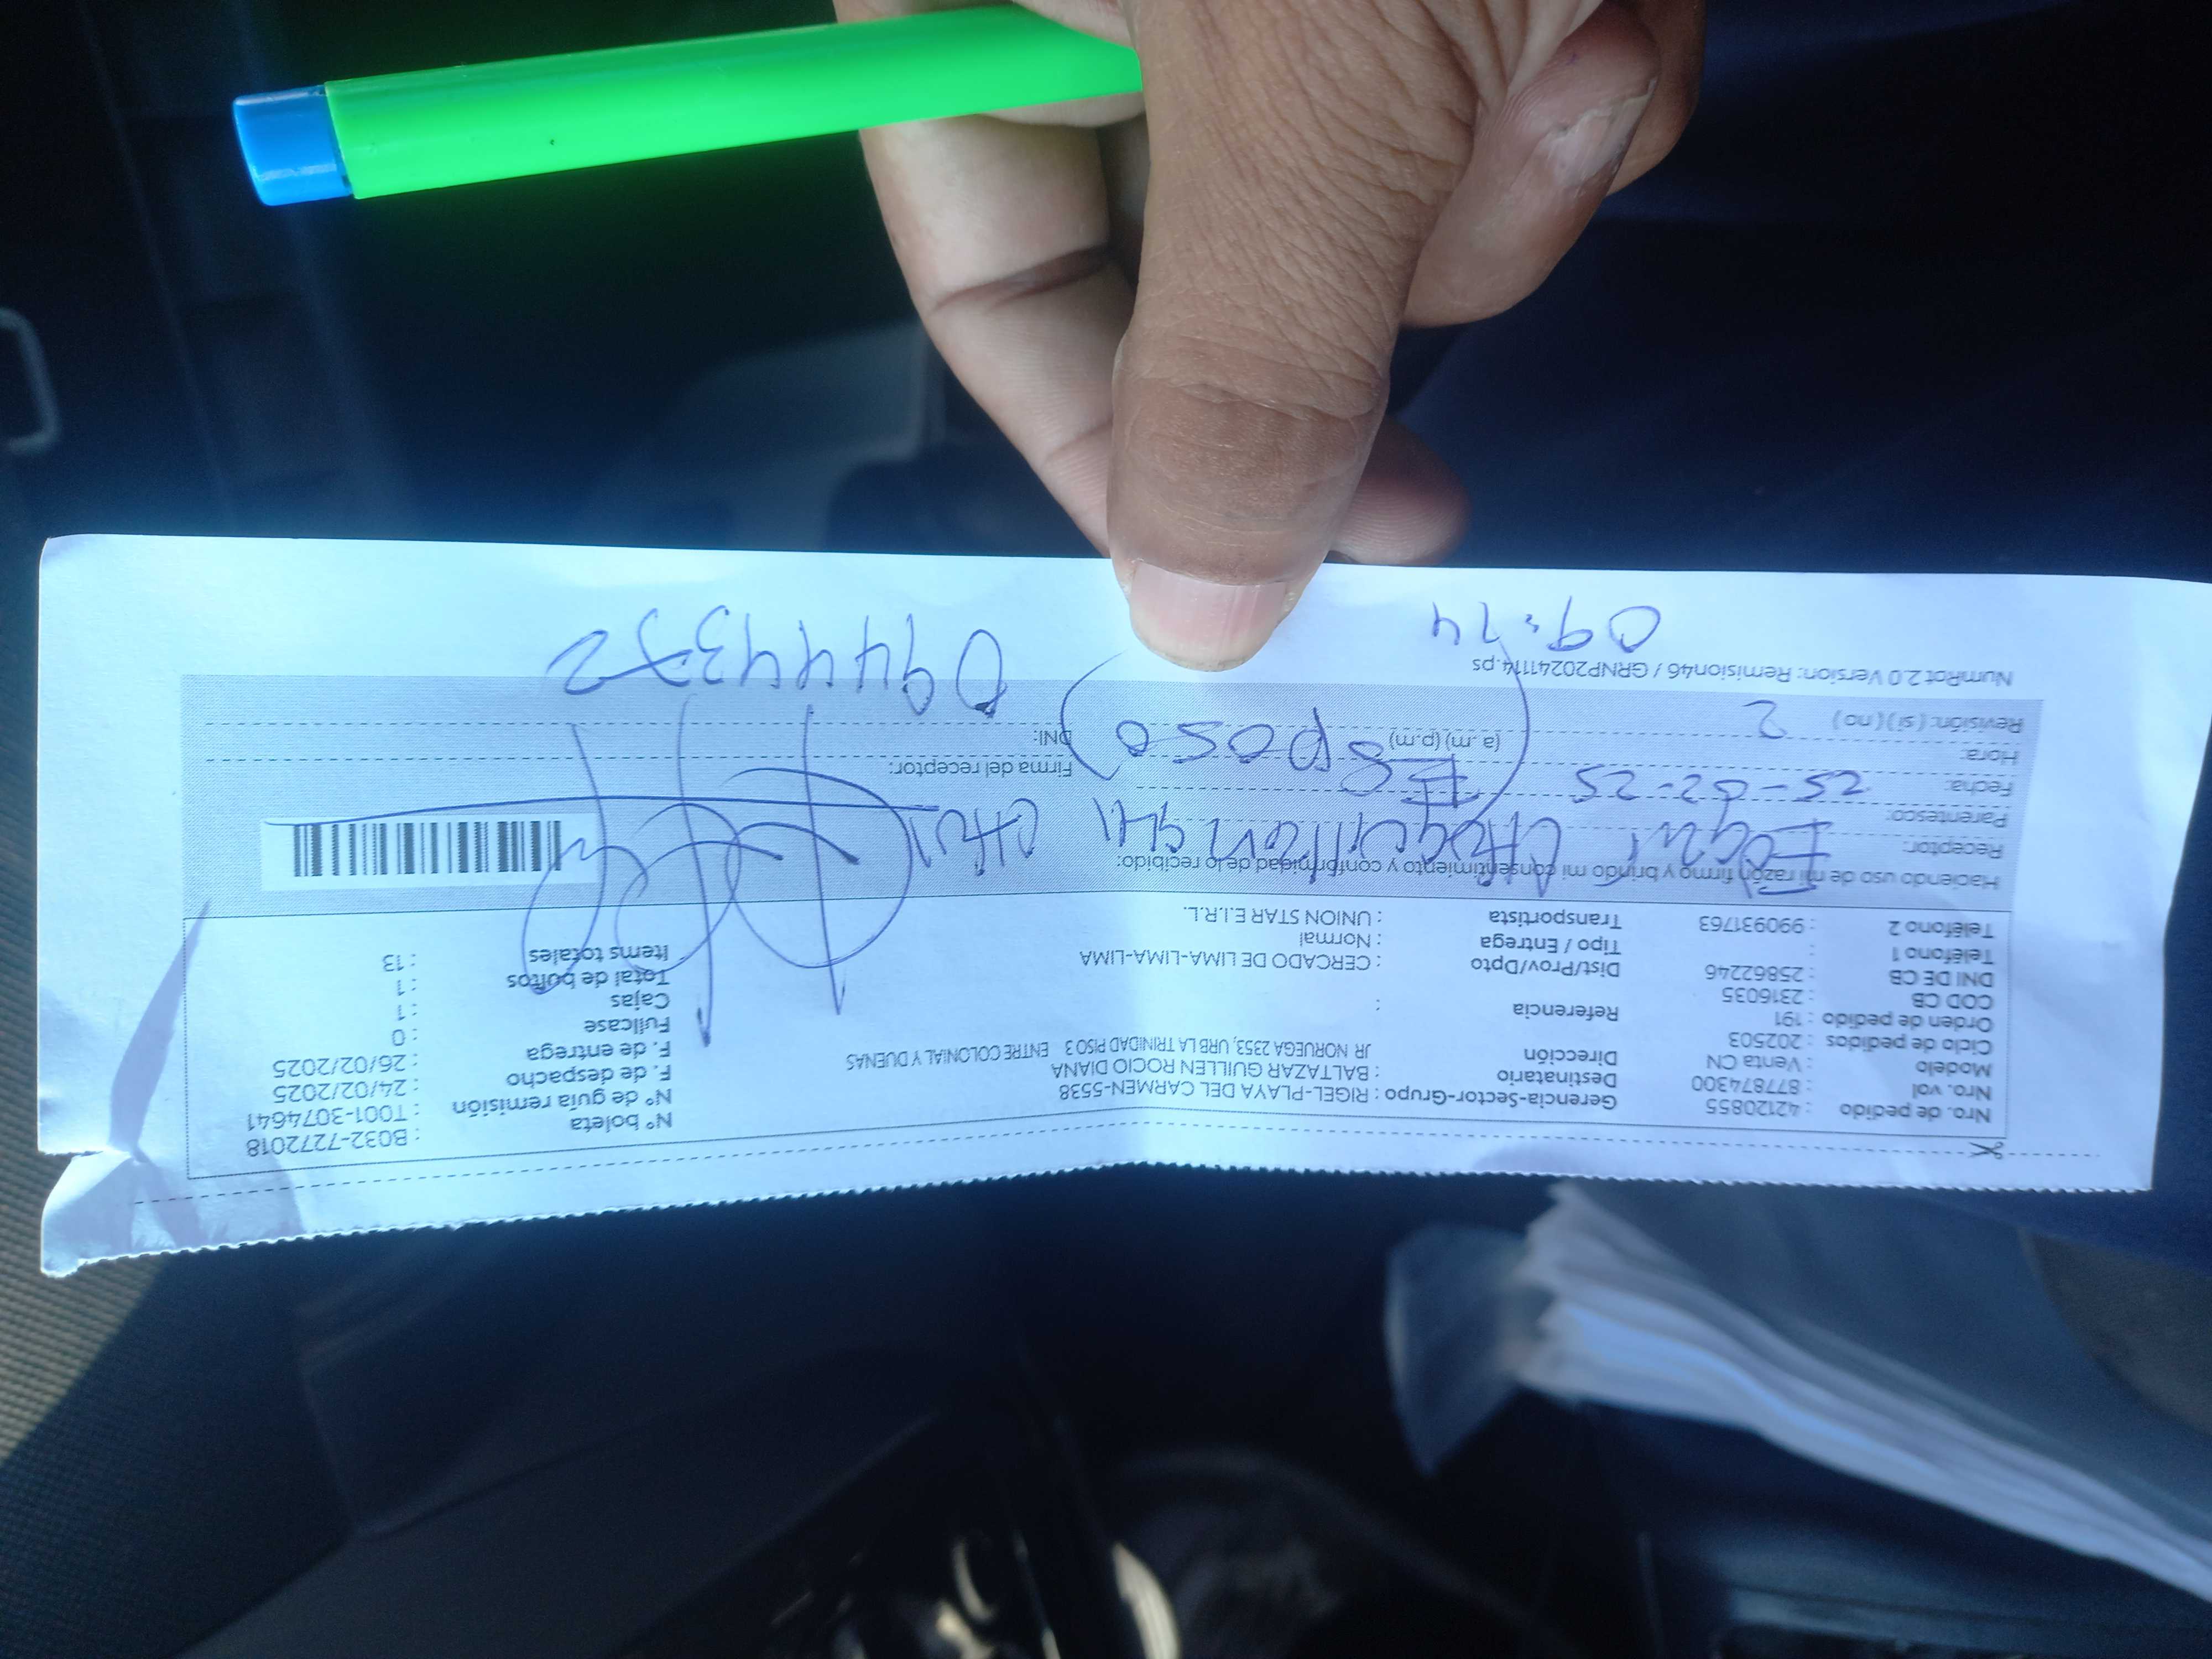 Nro. de pedido : 42120855 Gerencia-Sector-Grupo : RIGEL-PLAYA DEL CARMEN-5538 N° boleta : B032-7272018
Nro. vol : 877874300 Destinatario : BALTAZAR GUILLEN ROCIO DIANA N° de guía remisión : T001-3074641
Modelo : Venta CN Dirección JR NORUEGA 2353, URB LA TRINIDAD PISO 3 ENTRE COLONIAL Y DUENAS F. de despacho : 24/02/2025
Ciclo de pedidos : 202503 F. de entrega : 26/02/2025
Orden de pedido : 191 Referencia : Fullcase : 0
COD CB : 2316035 Cajas : 1
DNI DE CB : 25862246 Dist/Prov/Dpto : CERCADO DE LIMA-LIMA-LIMA Total de bultos : 1
Teléfono 1 : Tipo / Entrega : Normal Items totales : 13
Teléfono 2 : 990931763 Transportista : UNION STAR E.I.R.L.
Haciendo uso de mi razón firmo y brindo mi consentimiento y conformidad de lo recibido:
Receptor:
Parentesco:
Fecha: 25-02-25 Esposo Firma del receptor:
Hora: (a.m) (p.m) DNI:
Revisión: (si) (no) 2 09444372
NumRot 2.0 Version: Remision46 / GRNP20241114.ps
09:14